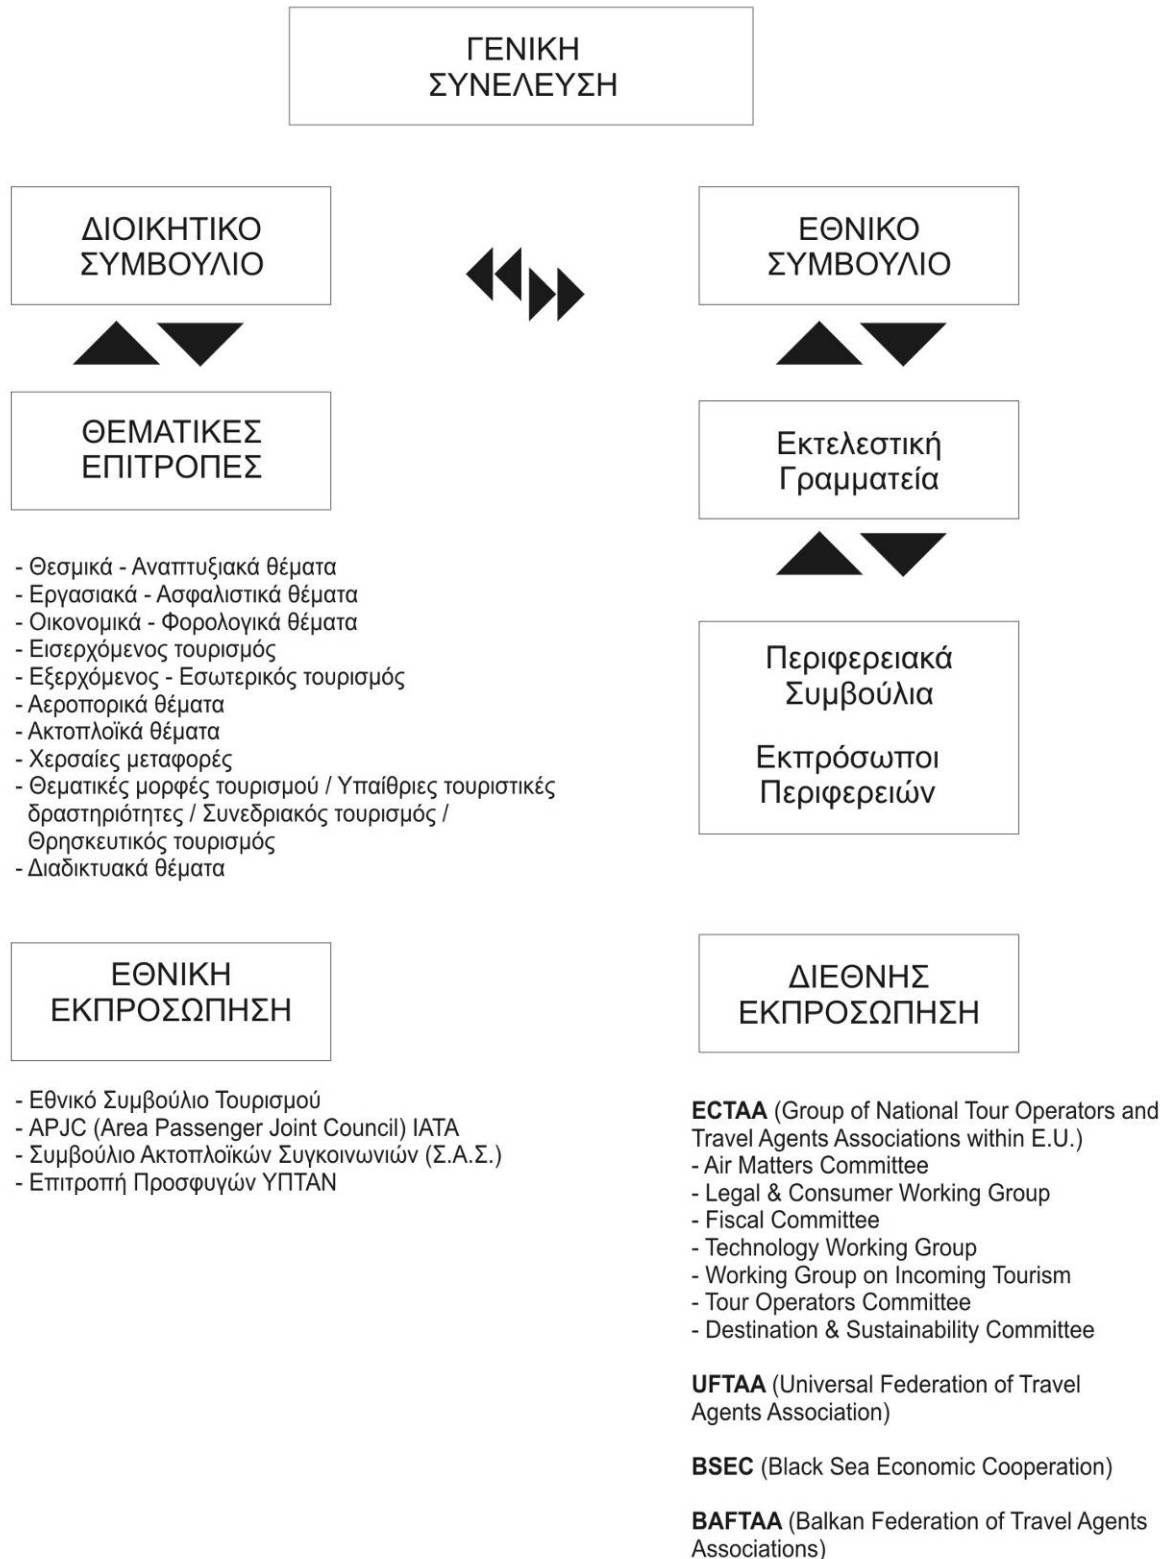 ΓΕΝΙΚΗ
ΣΥΝΕΛΕΥΣΗ
ΔΙΟΙΚΗΤΙΚΟ
ΣΥΜΒΟΥΛΙΟ
ΕΘΝΙΚΟ
ΣΥΜΒΟΥΛΙΟ
ΘΕΜΑΤΙΚΕΣ
ΕΠΙΤΡΟΠΕΣ
Εκτελεστική
Γραμματεία
- Θεσμικά - Αναπτυξιακά θέματα
- Εργασιακά - Ασφαλιστικά θέματα
- Οικονομικά - Φορολογικά θέματα
- Εισερχόμενος τουρισμός
- Εξερχόμενος - Εσωτερικός τουρισμός
- Αεροπορικά θέματα
- Ακτοπλοϊκά θέματα
- Χερσαίες μεταφορές
- Θεματικές μορφές τουρισμού / Υπαίθριες τουριστικές
δραστηριότητες / Συνεδριακός τουρισμός /
Θρησκευτικός τουρισμός
- Διαδικτυακά θέματα
Περιφερειακά
Συμβούλια
Εκπρόσωποι
Περιφερειών
ΕΘΝΙΚΗ
ΕΚΠΡΟΣΩΠΗΣΗ
- Εθνικό Συμβούλιο Τουρισμού
- APJC (Area Passenger Joint Council) IATA
- Συμβούλιο Ακτοπλοϊκών Συγκοινωνιών (Σ.Α.Σ.)
- Επιτροπή Προσφυγών ΥΠΤΑΝ
ΔΙΕΘΝΗΣ
ΕΚΠΡΟΣΩΠΗΣΗ
ECTAA (Group of National Tour Operators and
Travel Agents Associations within E.U.)
- Air Matters Committee
- Legal & Consumer Working Group
- Fiscal Committee
- Technology Working Group
- Working Group on Incoming Tourism
- Tour Operators Committee
- Destination & Sustainability Committee
UFTAA (Universal Federation of Travel
Agents Association)
BSEC (Black Sea Economic Cooperation)
BAFTAA (Balkan Federation of Travel Agents
Associations)